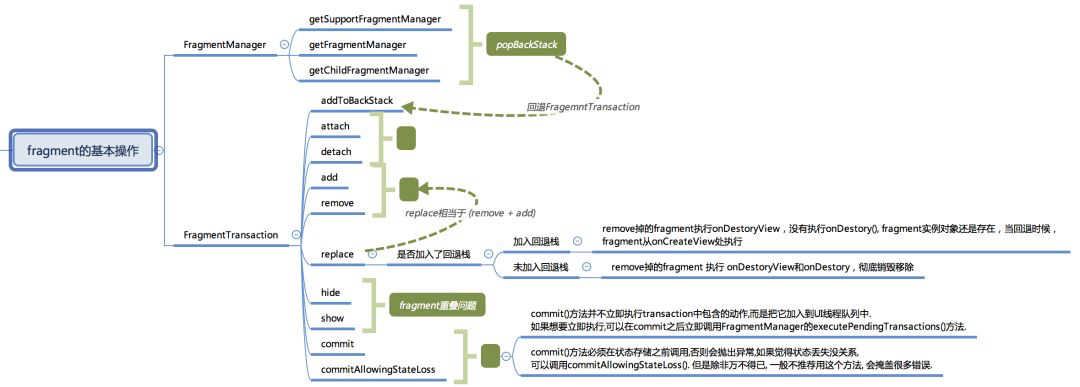 fragment的基本操作
FragmentManager
getSupportFragmentManager
getFragmentManager
getChildFragmentManager
popBackStack
回退FragemntTransaction
FragmentTransaction
addToBackStack
attach
detach
add
remove
replace相当于 (remove + add)
replace
是否加入了回退栈
加入回退栈
remove掉的fragment执行onDestoryView，没有执行onDestory(), fragment实例对象还是存在，当回退时候，
fragment从onCreateView处执行
未加入回退栈
remove掉的fragment 执行 onDestoryView和onDestory，彻底销毁移除
hide
show
fragment重叠问题
commit
commitAllowingStateLoss
commit()方法并不立即执行transaction中包含的动作,而是把它加入到UI线程队列中.
如果想要立即执行,可以在commit之后立即调用FragmentManager的executePendingTransactions()方法.
commit()方法必须在状态存储之前调用,否则会抛出异常,如果觉得状态丢失没关系,
可以调用commitAllowingStateLoss(). 但是除非万不得已, 一般不推荐用这个方法, 会掩盖很多错误.